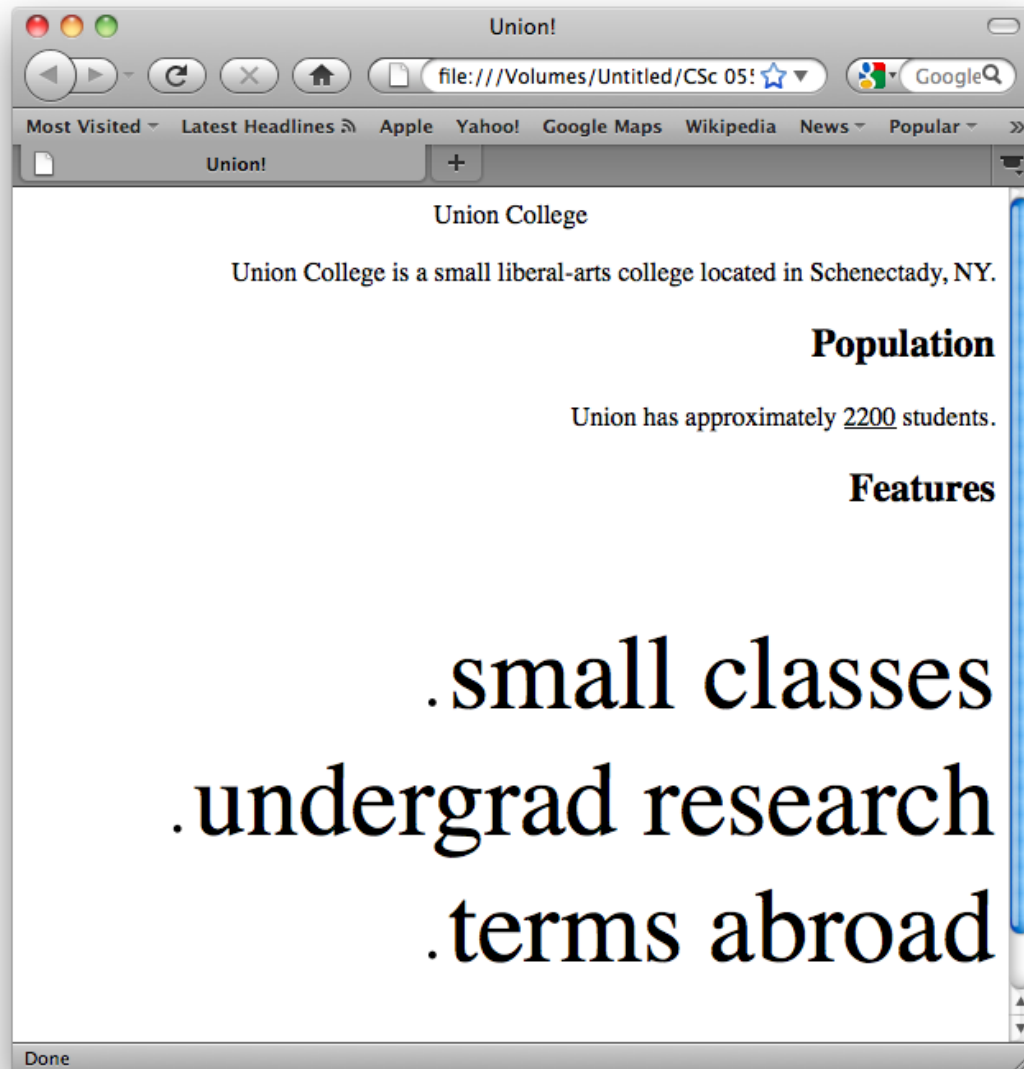 Union!
file:///Volumes/Untitled/CSc 055
Google
Most Visited Latest Headlines Apple Yahoo! Google Maps Wikipedia News Popular »
Union! +
Union College
Union College is a small liberal-arts college located in Schenectady, NY.
Population
Union has approximately 2200 students.
Features
. small classes
. undergrad research
. terms abroad
Done